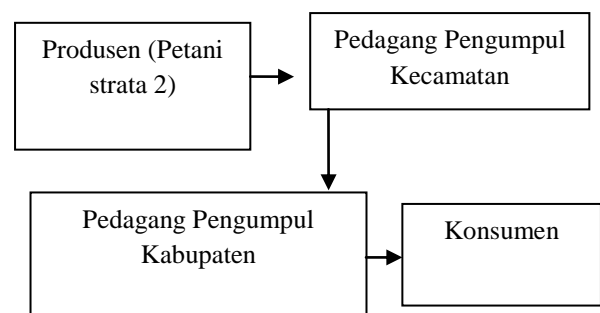 Produsen (Petani
strata 2)
Pedagang Pengumpul
Kecamatan
Pedagang Pengumpul
Kabupaten
Konsumen